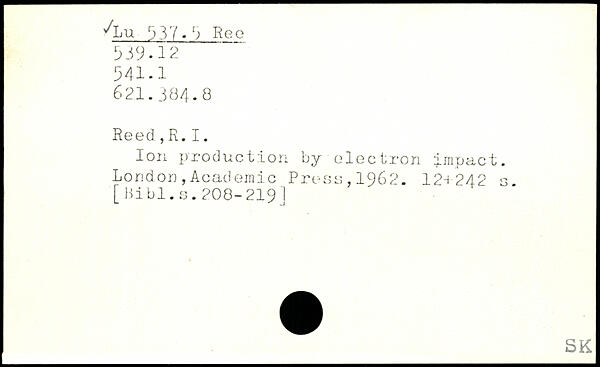 ✓Lu 537.5 Ree
539.12
541.1
621.384.8
Reed,R.I.
Ion production by electron impact.
London,Academic Press,1962. 12+242 s.
[Bibl.s.208-219]
SK